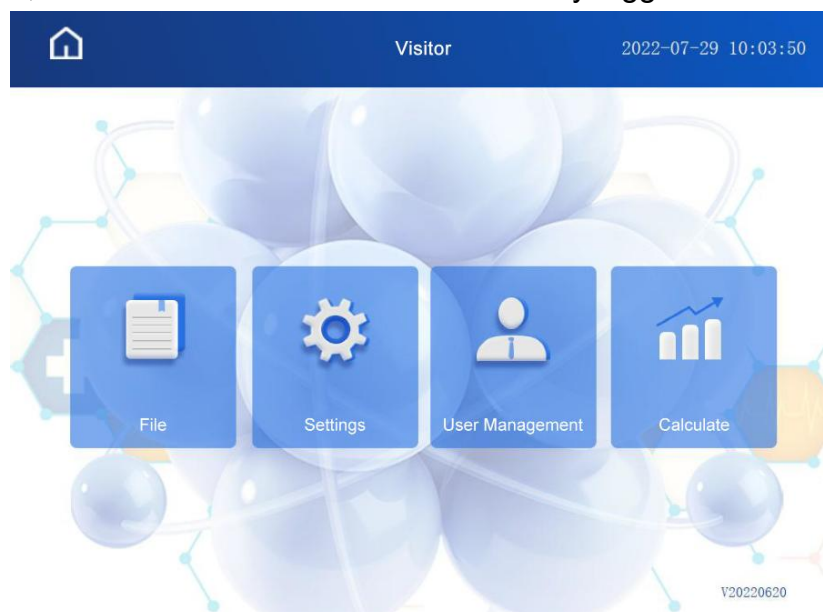 Visitor 2022-07-29 10:03:50
File Settings User Management Calculate
V20220620